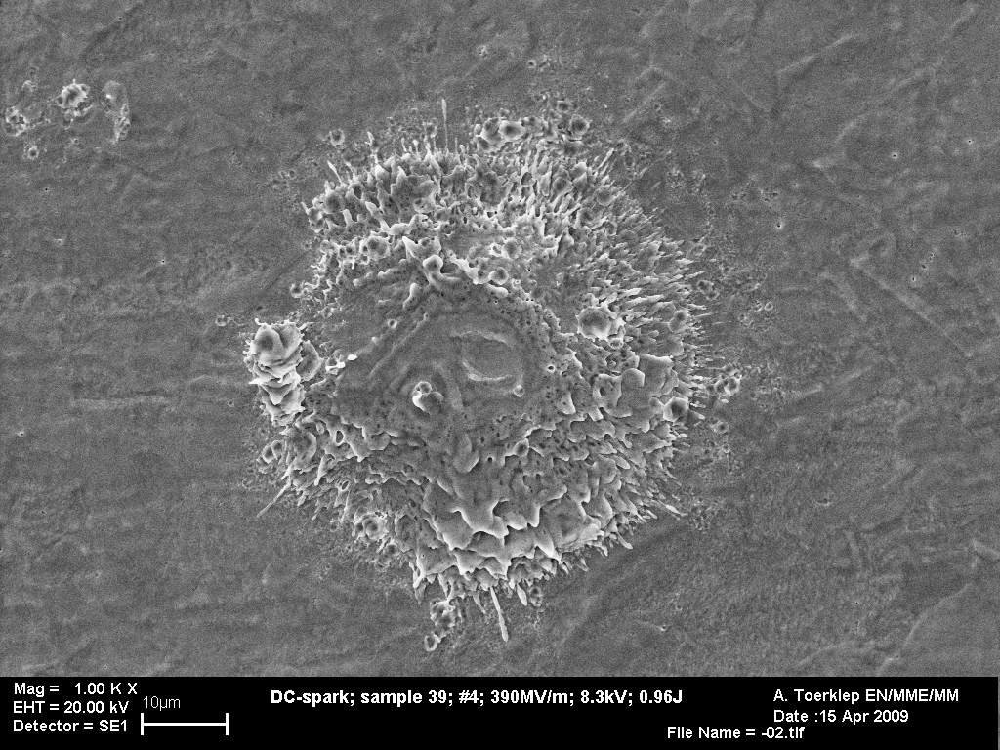 Mag = 1.00 K X
EHT = 20.00 kV
Detector = SE1
10µm
DC-spark; sample 39; #4; 390MV/m; 8.3kV; 0.96J
A. Toerklep EN/MME/MM
Date :15 Apr 2009
File Name = -02.tif